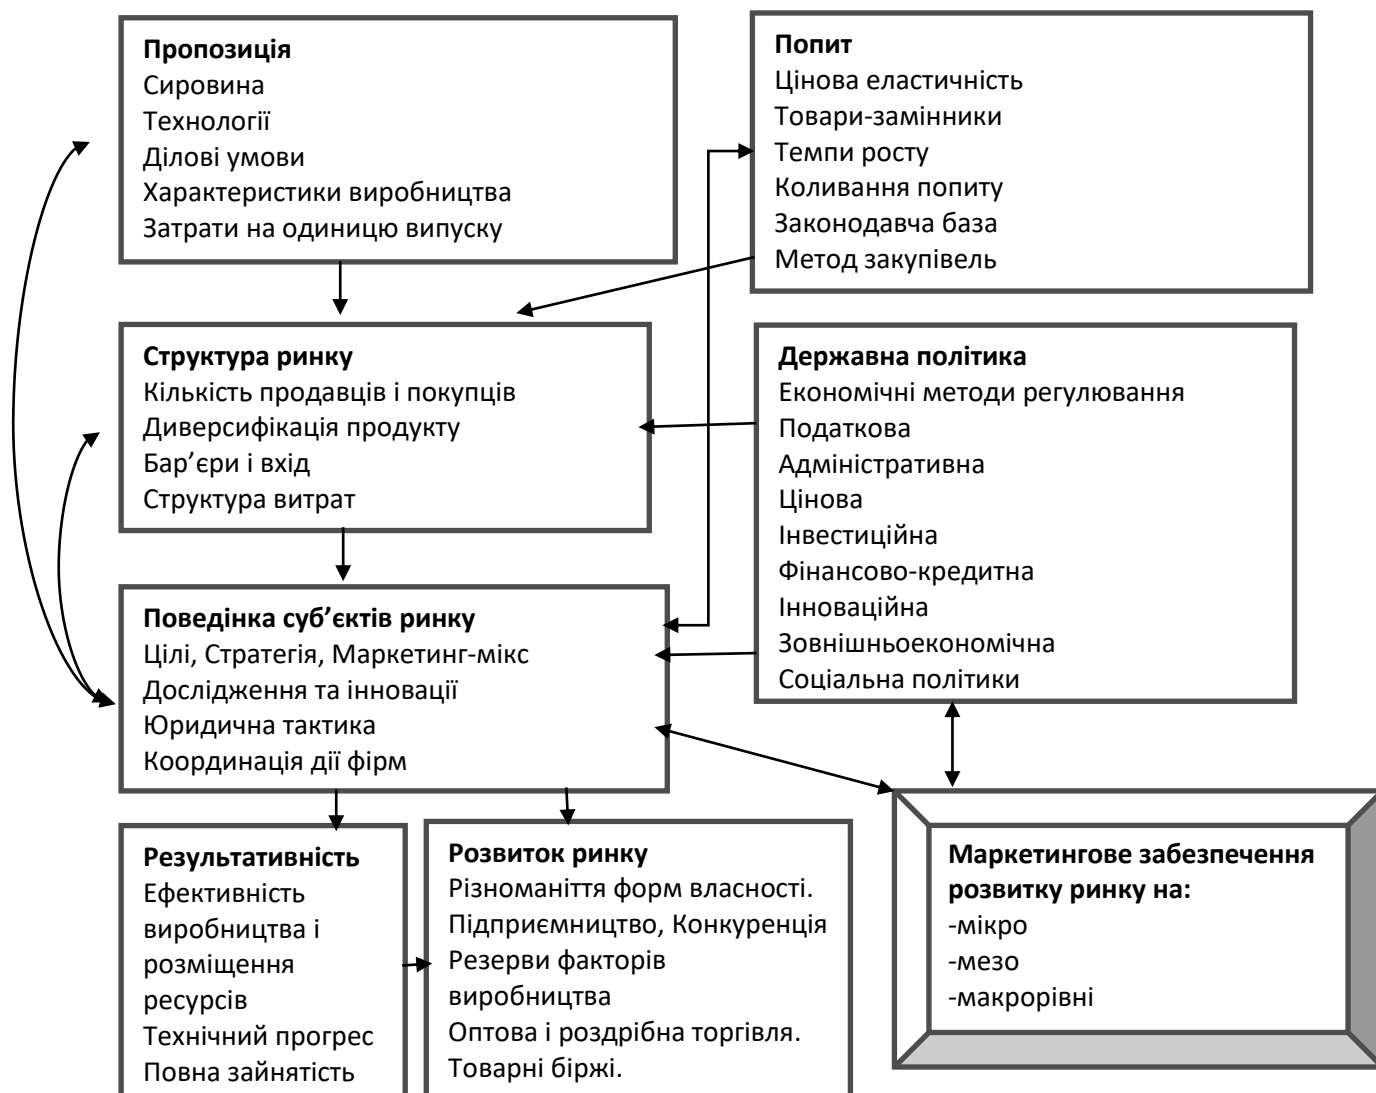 Пропозиція
Сировина
Технології
Ділові умови
Характеристики виробництва
Затрати на одиницю випуску
Попит
Цінова еластичність
Товари-замінники
Темпи росту
Коливання попиту
Законодавча база
Метод закупівель
Структура ринку
Кількість продавців і покупців
Диверсифікація продукту
Бар’єри і вхід
Структура витрат
Державна політика
Економічні методи регулювання
Податкова
Адміністративна
Цінова
Інвестиційна
Фінансово-кредитна
Інноваційна
Зовнішньоекономічна
Соціальна політики
Поведінка суб’єктів ринку
Цілі, Стратегія, Маркетинг-мікс
Дослідження та інновації
Юридична тактика
Координація дії фірм
Результативність
Ефективність
виробництва і
розміщення
ресурсів
Технічний прогрес
Повна зайнятість
Розвиток ринку
Різноманіття форм власності.
Підприємництво, Конкуренція
Резерви факторів
виробництва
Оптова і роздрібна торгівля.
Товарні біржі.
Маркетингове забезпечення
розвитку ринку на:
-мікро
-мезо
-макрорівні